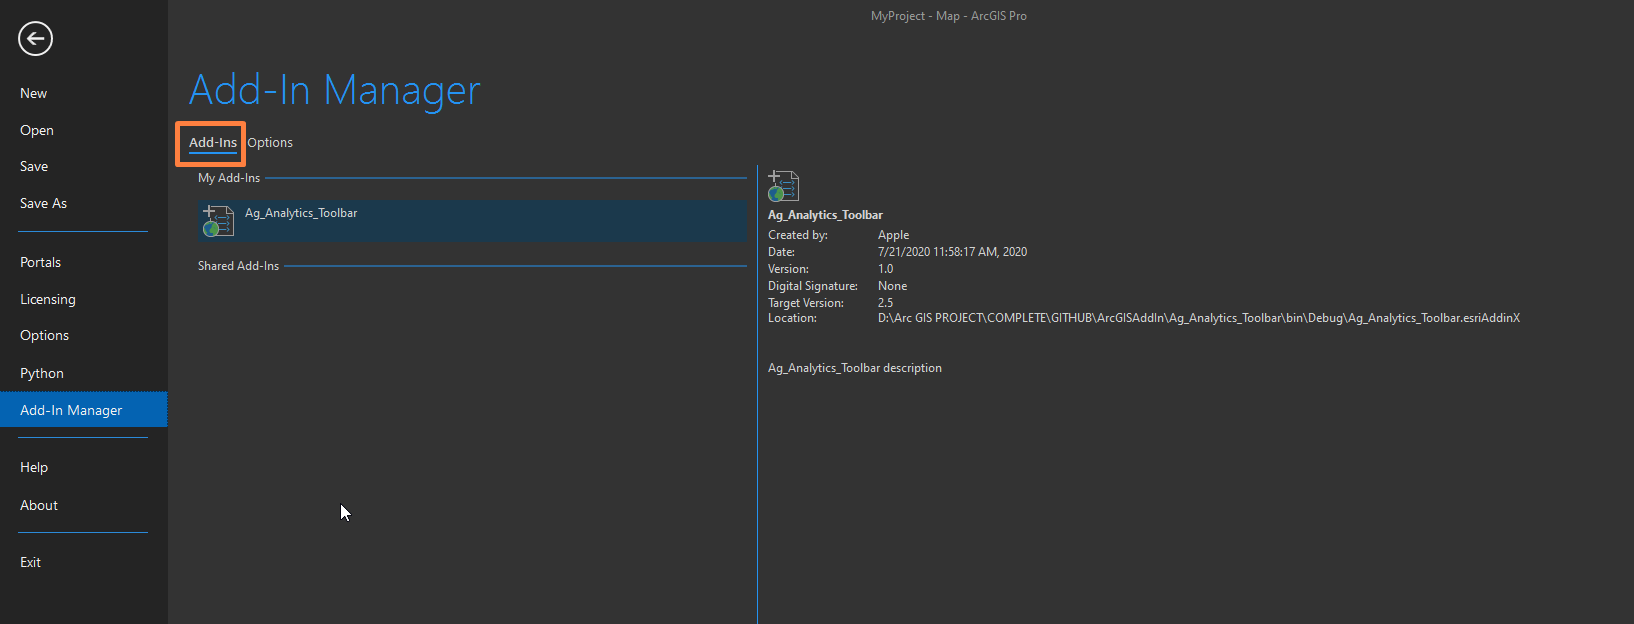 MyProject - Map - ArcGIS Pro
New
Open
Save
Save As
Portals
Licensing
Options
Python
Add-In Manager
Help
About
Exit
Add-In Manager
Add-Ins Options
My Add-Ins
Ag_Analytics_Toolbar
Shared Add-Ins
Ag_Analytics_Toolbar
Created by: Apple
Date: 7/21/2020 11:58:17 AM, 2020
Version: 1.0
Digital Signature: None
Target Version: 2.5
Location: D:\Arc GIS PROJECT\COMPLETE\GITHUB\ArcGISAddIn\Ag_Analytics_Toolbar\bin\Debug\Ag_Analytics_Toolbar.esriAddinX
Ag_Analytics_Toolbar description